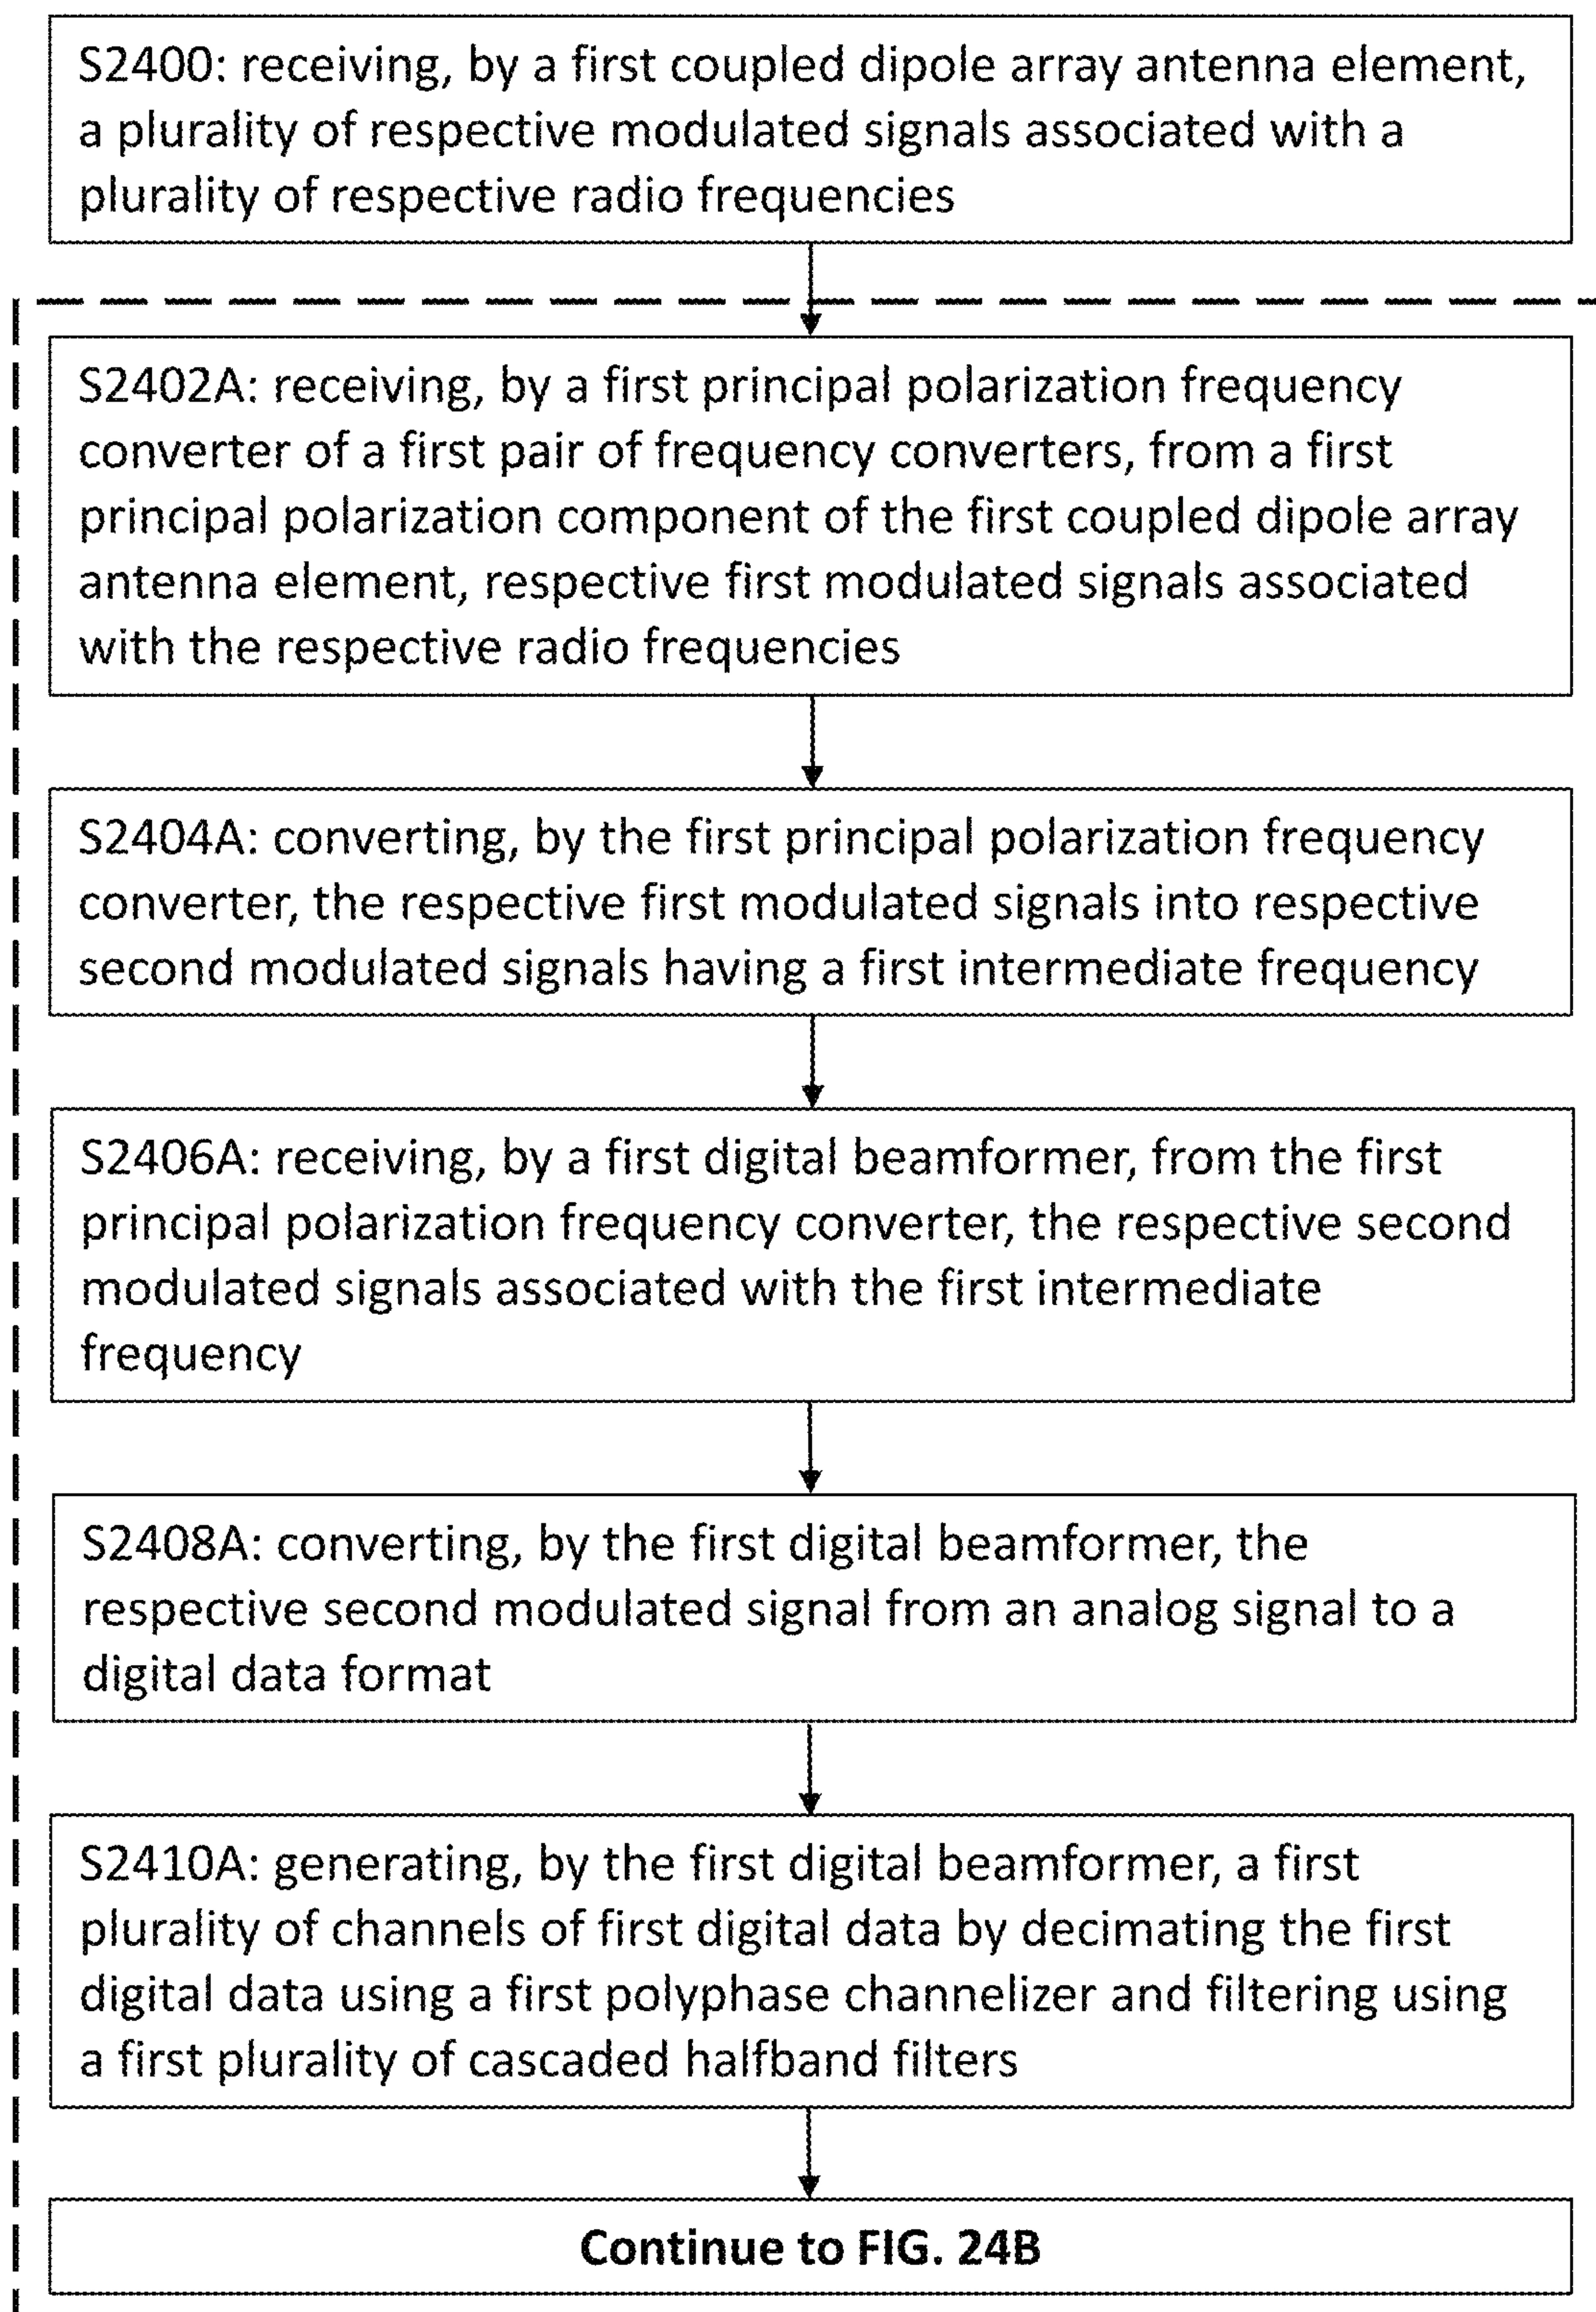 S2400: receiving, by a first coupled dipole array antenna element,
a plurality of respective modulated signals associated with a
plurality of respective radio frequencies
S2402A: receiving, by a first principal polarization frequency
converter of a first pair of frequency converters, from a first
principal polarization component of the first coupled dipole array
antenna element, respective first modulated signals associated
with the respective radio frequencies
S2404A: converting, by the first principal polarization frequency
converter, the respective first modulated signals into respective
second modulated signals having a first intermediate frequency
S2406A: receiving, by a first digital beamformer, from the first
principal polarization frequency converter, the respective second
modulated signals associated with the first intermediate
frequency
S2408A: converting, by the first digital beamformer, the
respective second modulated signal from an analog signal to a
digital data format
S2410A: generating, by the first digital beamformer, a first
plurality of channels of first digital data by decimating the first
digital data using a first polyphase channelizer and filtering using
a first plurality of cascaded halfband filters
Continue to FIG. 24B